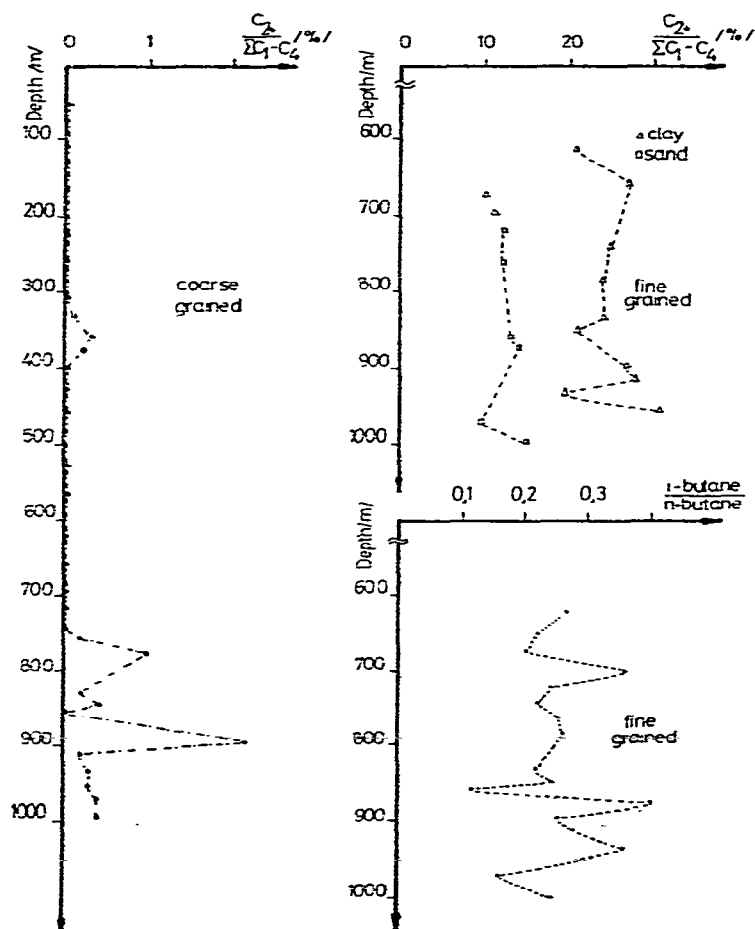 0 1 C₂₊ / ΣC₁-C₄ /%/
Depth/m/
100
200
300
400
500
600
700
800
900
1000
coarse
grained
0 10 20 C₂₊ / ΣC₁-C₄ /%/
Depth/m/
600
700
800
900
1000
△ clay
□ sand
fine
grained
0,1 0,2 0,3 i-butane / n-butane
Depth/m/
600
700
800
900
1000
fine
grained